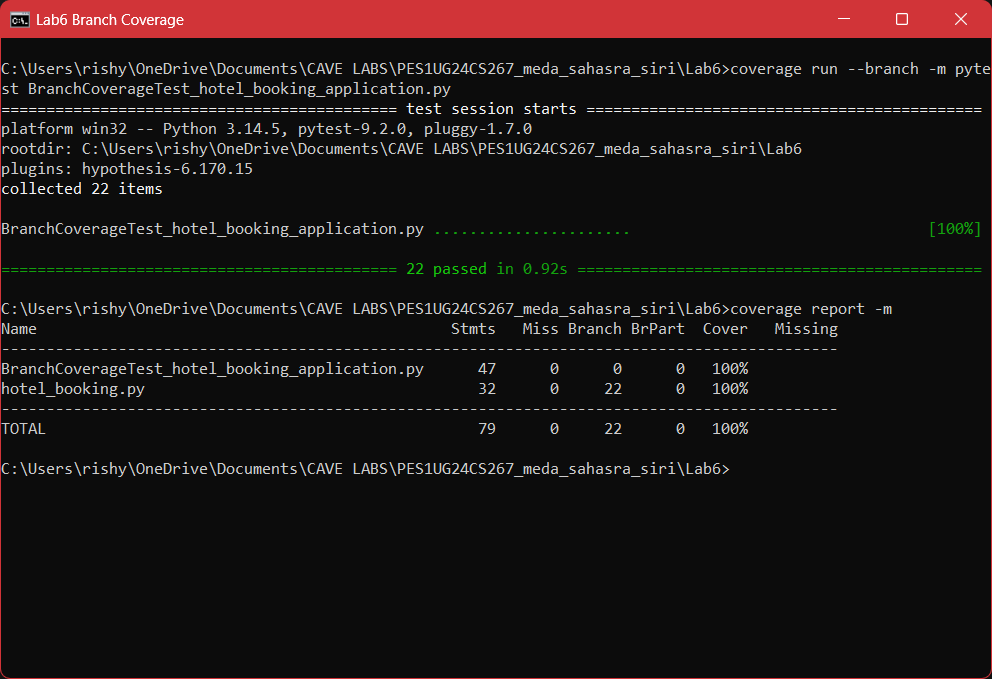 Lab6 Branch Coverage
C:\Users\rishy\OneDrive\Documents\CAVE LABS\PES1UG24CS267_meda_sahasra_siri\Lab6>coverage run --branch -m pyte
st BranchCoverageTest_hotel_booking_application.py
============================================ test session starts ============================================
platform win32 -- Python 3.14.5, pytest-9.2.0, pluggy-1.7.0
rootdir: C:\Users\rishy\OneDrive\Documents\CAVE LABS\PES1UG24CS267_meda_sahasra_siri\Lab6
plugins: hypothesis-6.170.15
collected 22 items
BranchCoverageTest_hotel_booking_application.py ...................... [100%]
============================================ 22 passed in 0.92s =============================================
C:\Users\rishy\OneDrive\Documents\CAVE LABS\PES1UG24CS267_meda_sahasra_siri\Lab6>coverage report -m
Name Stmts Miss Branch BrPart Cover Missing
---------------------------------------------------------------------------------------------
BranchCoverageTest_hotel_booking_application.py 47 0 0 0 100%
hotel_booking.py 32 0 22 0 100%
---------------------------------------------------------------------------------------------
TOTAL 79 0 22 0 100%
C:\Users\rishy\OneDrive\Documents\CAVE LABS\PES1UG24CS267_meda_sahasra_siri\Lab6>